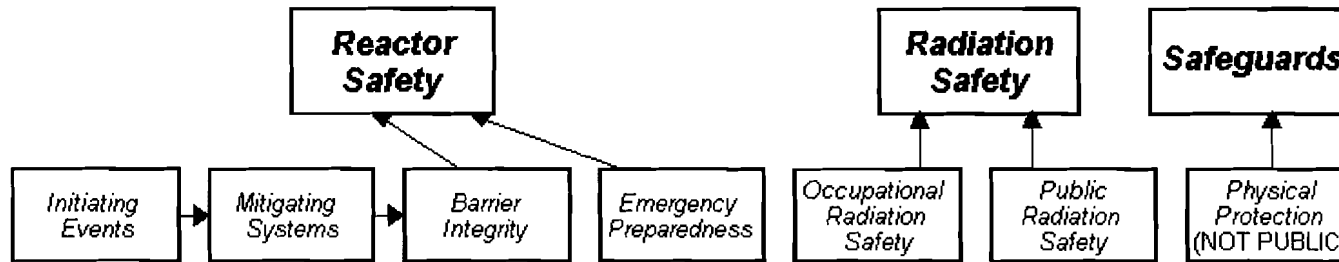 Reactor
Safety
Radiation
Safety
Safeguards
Initiating
Events
Mitigating
Systems
Barrier
Integrity
Emergency
Preparedness
Occupational
Radiation
Safety
Public
Radiation
Safety
Physical
Protection
(NOT PUBLIC